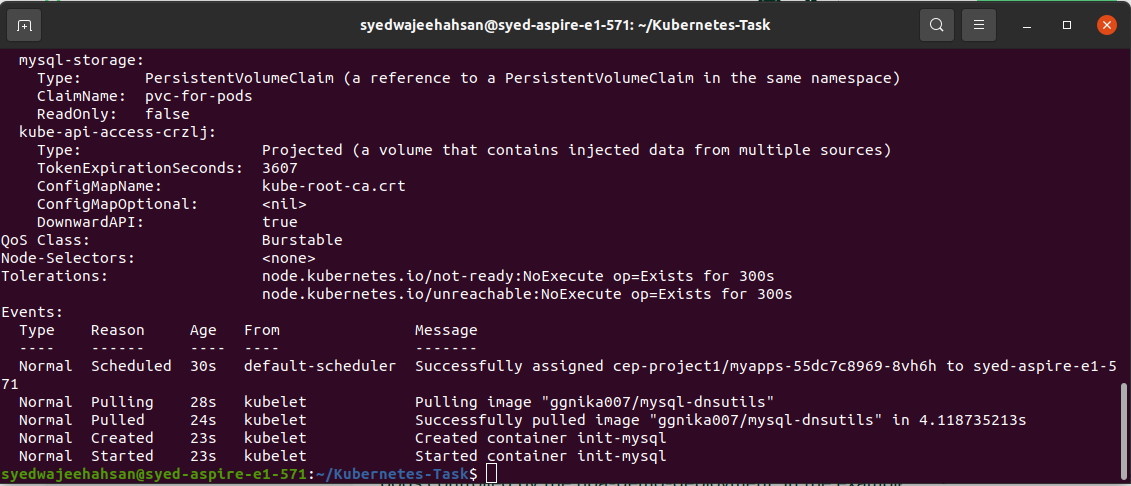 syedwajeehahsan@syed-aspire-e1-571: ~/Kubernetes-Task
  mysql-storage:
    Type:       PersistentVolumeClaim (a reference to a PersistentVolumeClaim in the same namespace)
    ClaimName:  pvc-for-pods
    ReadOnly:   false
  kube-api-access-crzlj:
    Type:                    Projected (a volume that contains injected data from multiple sources)
    TokenExpirationSeconds:  3607
    ConfigMapName:           kube-root-ca.crt
    ConfigMapOptional:       <nil>
    DownwardAPI:             true
QoS Class:                   Burstable
Node-Selectors:              <none>
Tolerations:                 node.kubernetes.io/not-ready:NoExecute op=Exists for 300s
                             node.kubernetes.io/unreachable:NoExecute op=Exists for 300s
Events:
  Type    Reason     Age   From               Message
  ----    ------     ----  ----               -------
  Normal  Scheduled  30s   default-scheduler  Successfully assigned cep-project1/myapps-55dc7c8969-8vh6h to syed-aspire-e1-5
71
  Normal  Pulling    28s   kubelet            Pulling image "ggnika007/mysql-dnsutils"
  Normal  Pulled     24s   kubelet            Successfully pulled image "ggnika007/mysql-dnsutils" in 4.118735213s
  Normal  Created    23s   kubelet            Created container init-mysql
  Normal  Started    23s   kubelet            Started container init-mysql
syedwajeehahsan@syed-aspire-e1-571:~/Kubernetes-Task$